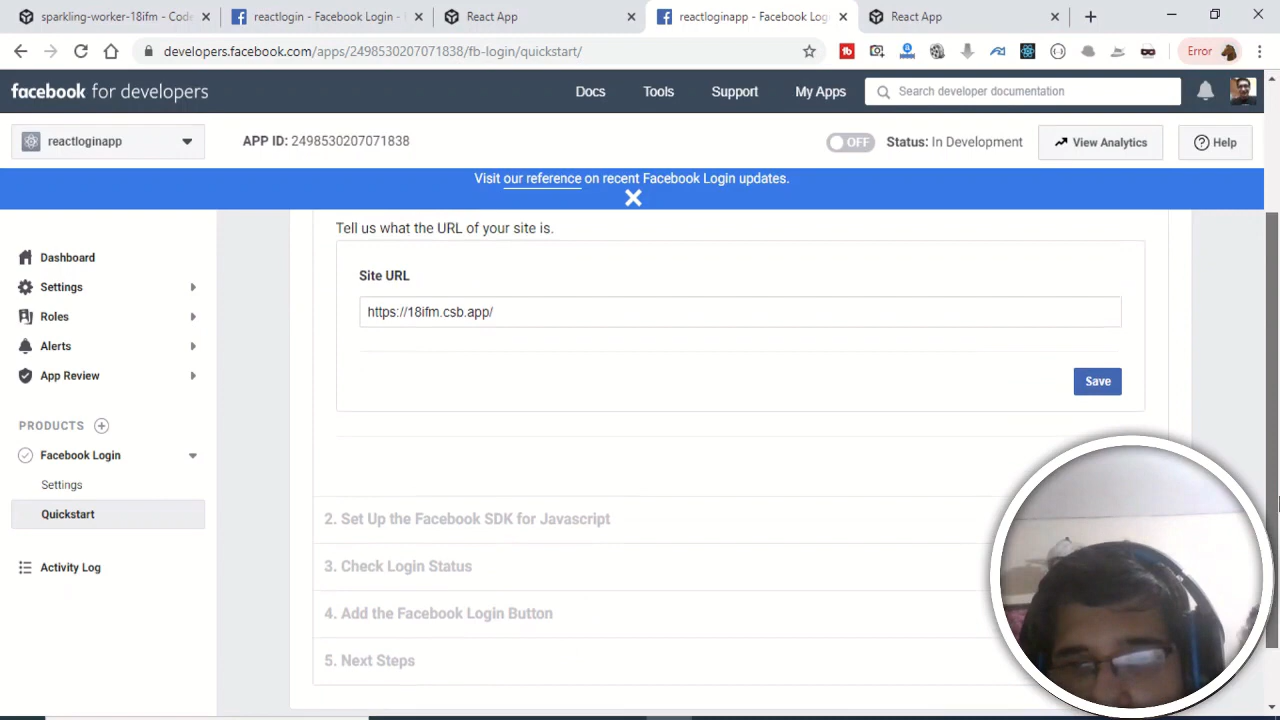 sparkling-worker-18ifm - Code
reactlogin - Facebook Login -
React App
reactloginapp - Facebook Log
React App
developers.facebook.com/apps/2498530207071838/fb-login/quickstart/
Error
facebook for developers
Docs
Tools
Support
My Apps
Search developer documentation
reactloginapp
APP ID: 2498530207071838
OFF
Status: In Development
View Analytics
Help
Visit our reference on recent Facebook Login updates.
Dashboard
Settings
Roles
Alerts
App Review
PRODUCTS
Facebook Login
Settings
Quickstart
Activity Log
Tell us what the URL of your site is.
Site URL
https://18ifm.csb.app/
Save
2. Set Up the Facebook SDK for Javascript
3. Check Login Status
4. Add the Facebook Login Button
5. Next Steps